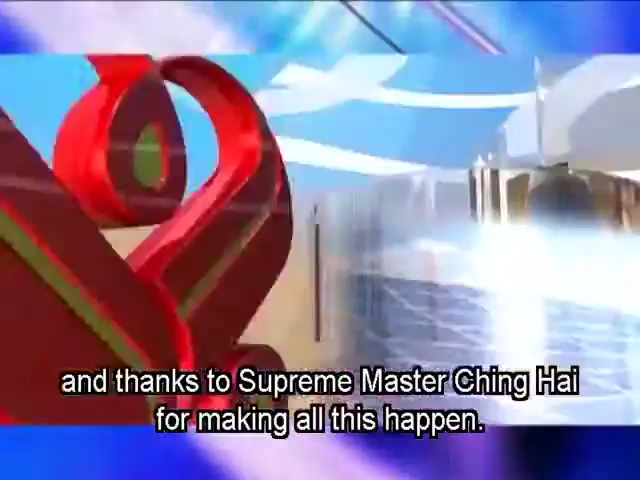 and thanks to Supreme Master Ching Hai
for making all this happen.